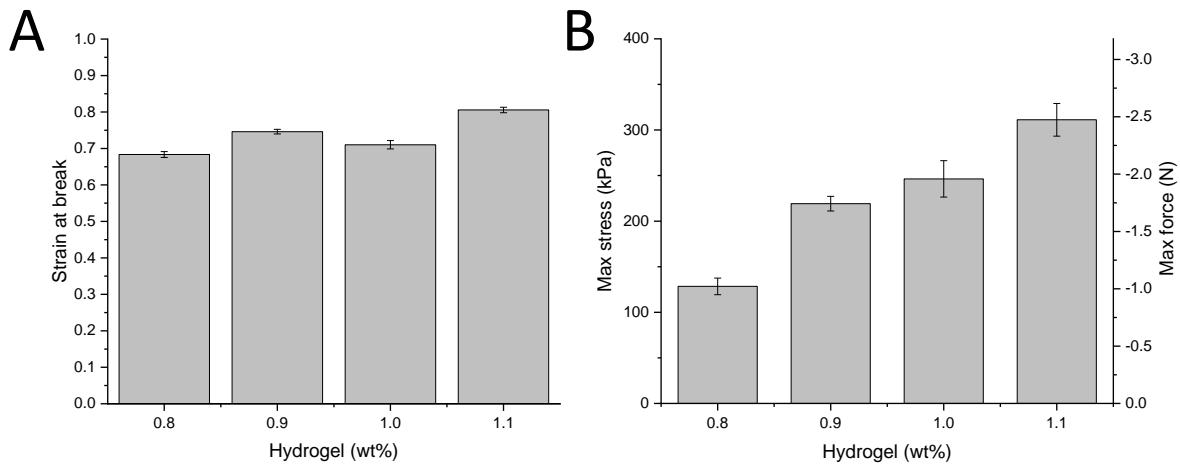 A
1.0
0.9
0.8
0.7
0.6
0.5
0.4
0.3
0.2
0.1
0.0
Strain at break
0.8 0.9 1.0 1.1
Hydrogel (wt%)
B
400
300
200
100
0
Max stress (kPa)
-3.0
-2.5
-2.0
-1.5
-1.0
-0.5
0.0
Max force (N)
0.8 0.9 1.0 1.1
Hydrogel (wt%)